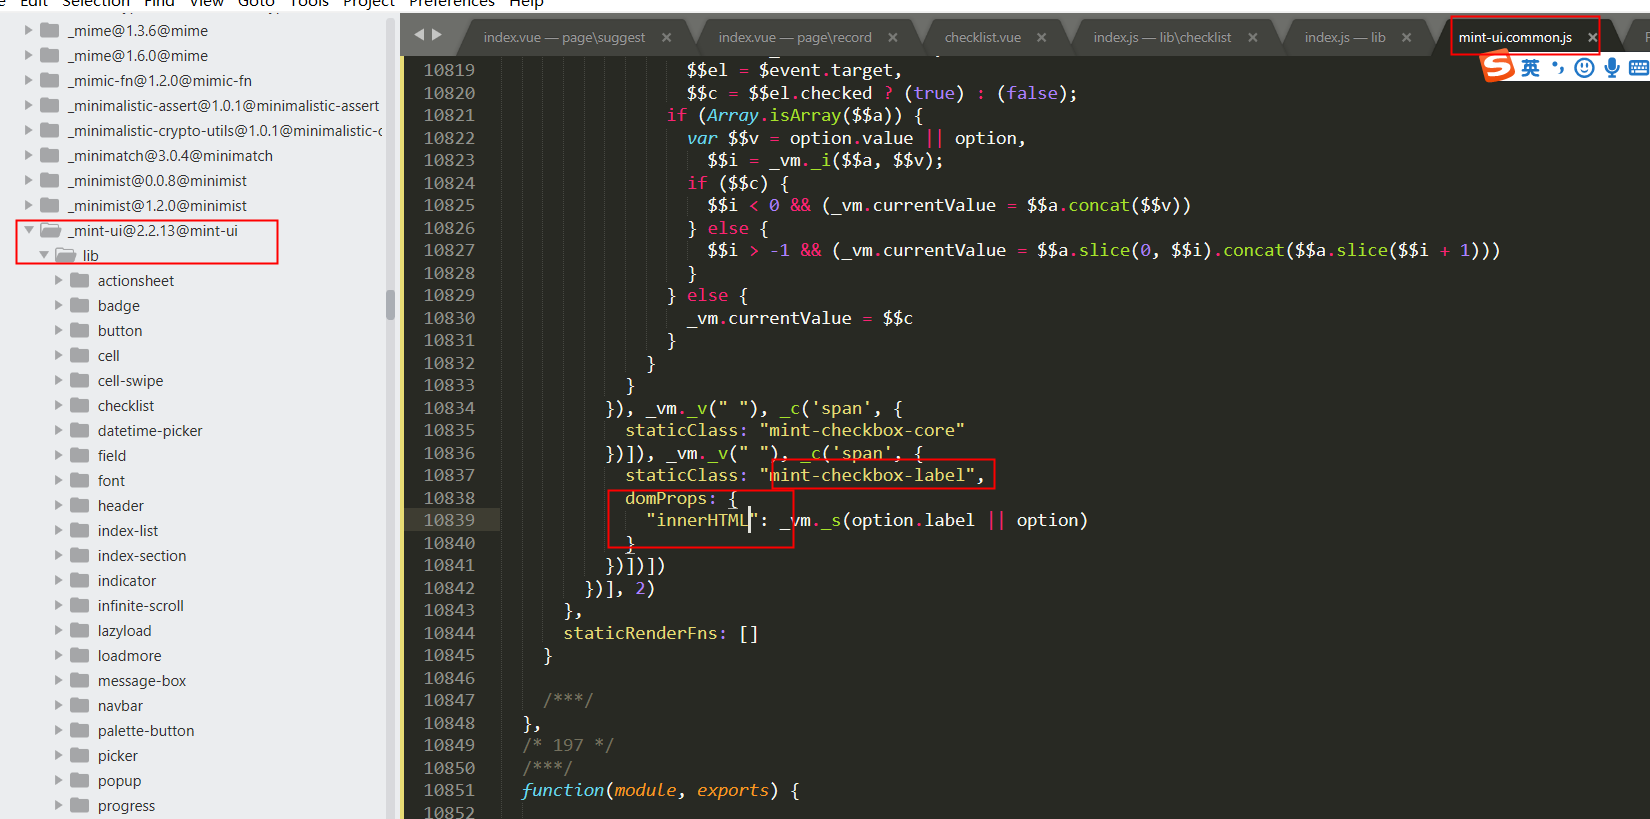 Edit Selection Find View Goto Tools Project Preferences Help
_mime@1.3.6@mime
_mime@1.6.0@mime
_mimic-fn@1.2.0@mimic-fn
_minimalistic-assert@1.0.1@minimalistic-assert
_minimalistic-crypto-utils@1.0.1@minimalistic-c
_minimatch@3.0.4@minimatch
_minimist@0.0.8@minimist
_minimist@1.2.0@minimist
_mint-ui@2.2.13@mint-ui
lib
actionsheet
badge
button
cell
cell-swipe
checklist
datetime-picker
field
font
header
index-list
index-section
indicator
infinite-scroll
lazyload
loadmore
message-box
navbar
palette-button
picker
popup
progress
index.vue — page\suggest
index.vue — page\record
checklist.vue
index.js — lib\checklist
index.js — lib
mint-ui.common.js
S 英
10819 $$el = $event.target,
10820 $$c = $$el.checked ? (true) : (false);
10821 if (Array.isArray($$a)) {
10822 var $$v = option.value || option,
10823 $$i = _vm._i($$a, $$v);
10824 if ($$c) {
10825 $$i < 0 && (_vm.currentValue = $$a.concat($$v))
10826 } else {
10827 $$i > -1 && (_vm.currentValue = $$a.slice(0, $$i).concat($$a.slice($$i + 1)))
10828 }
10829 } else {
10830 _vm.currentValue = $$c
10831 }
10832 }
10833 }
10834 }), _vm._v(" "), _c('span', {
10835 staticClass: "mint-checkbox-core"
10836 })]), _vm._v(" "), _c('span', {
10837 staticClass: "mint-checkbox-label",
10838 domProps: {
10839 "innerHTML": _vm._s(option.label || option)
10840 }
10841 })])])
10842 })], 2)
10843 },
10844 staticRenderFns: []
10845 }
10846
10847 /***/
10848 },
10849 /* 197 */
10850 /***/
10851 function(module, exports) {
10852